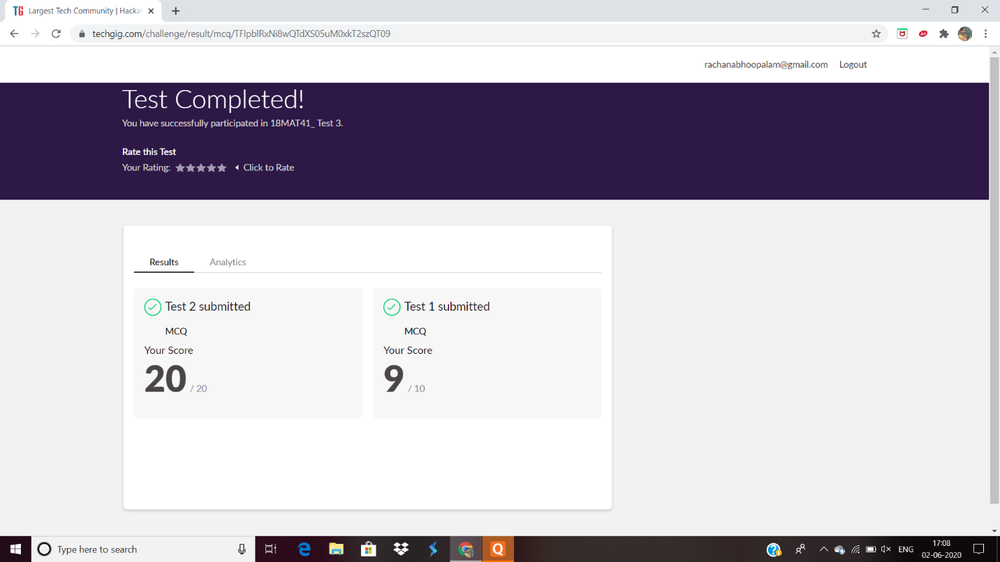 TG Largest Tech Community | Hacka
techgig.com/challenge/result/mcq/TFlpblRxNi8wQTdXS05uM0xkT2szQT09
rachanabhoopalam@gmail.com Logout
Test Completed!
You have successfully participated in 18MAT41_ Test 3.
Rate this Test
Your Rating: Click to Rate
Results Analytics
Test 2 submitted
MCQ
Your Score
20 / 20
Test 1 submitted
MCQ
Your Score
9 / 10
Type here to search
ENG
17:08
02-06-2020